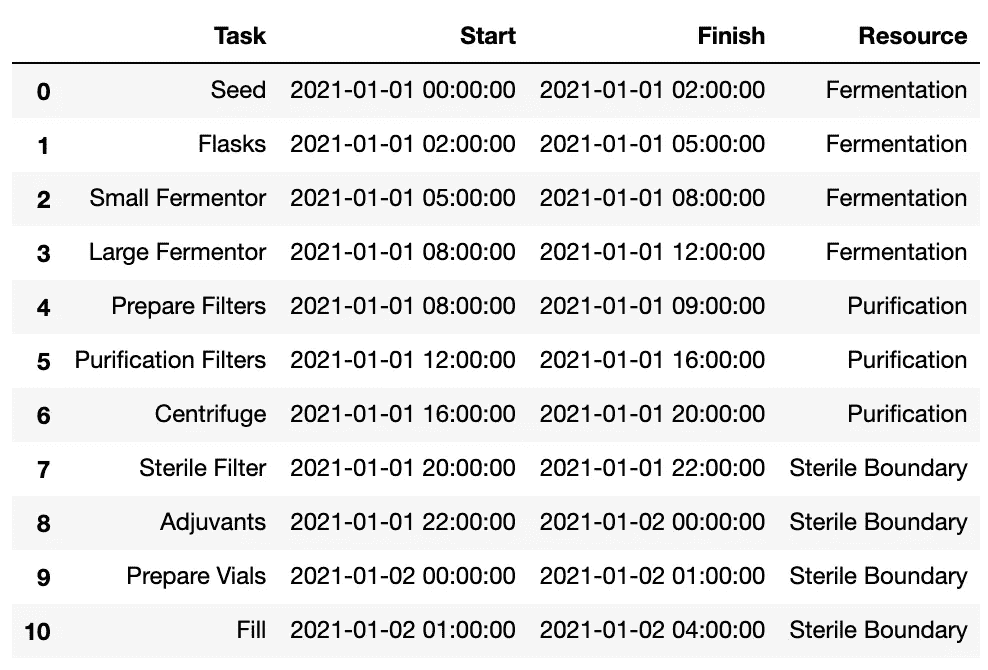 Task Start Finish Resource
0 Seed 2021-01-01 00:00:00 2021-01-01 02:00:00 Fermentation
1 Flasks 2021-01-01 02:00:00 2021-01-01 05:00:00 Fermentation
2 Small Fermentor 2021-01-01 05:00:00 2021-01-01 08:00:00 Fermentation
3 Large Fermentor 2021-01-01 08:00:00 2021-01-01 12:00:00 Fermentation
4 Prepare Filters 2021-01-01 08:00:00 2021-01-01 09:00:00 Purification
5 Purification Filters 2021-01-01 12:00:00 2021-01-01 16:00:00 Purification
6 Centrifuge 2021-01-01 16:00:00 2021-01-01 20:00:00 Purification
7 Sterile Filter 2021-01-01 20:00:00 2021-01-01 22:00:00 Sterile Boundary
8 Adjuvants 2021-01-01 22:00:00 2021-01-02 00:00:00 Sterile Boundary
9 Prepare Vials 2021-01-02 00:00:00 2021-01-02 01:00:00 Sterile Boundary
10 Fill 2021-01-02 01:00:00 2021-01-02 04:00:00 Sterile Boundary